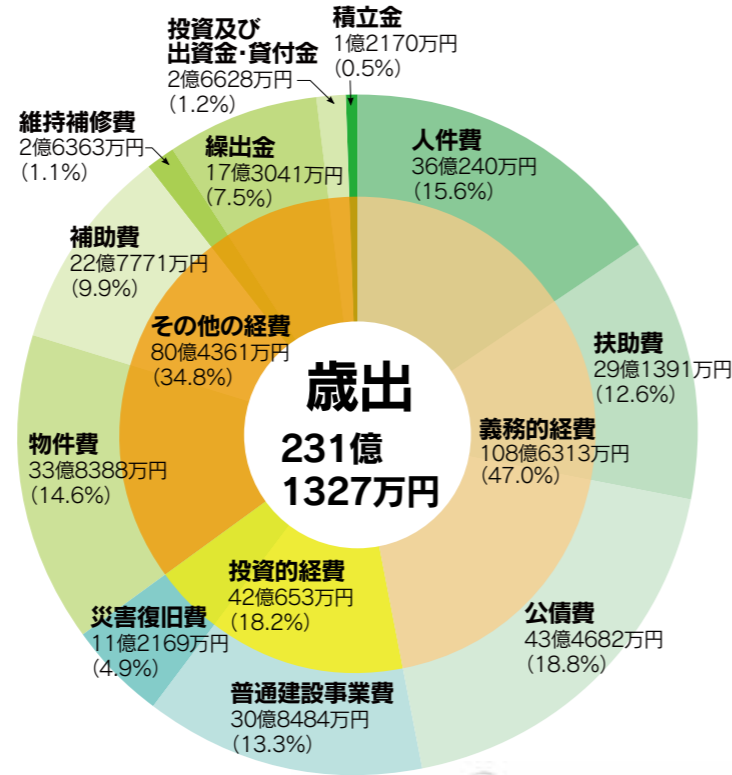 積立金
1億2170万円
(0.5%)
投資及び
出資金・貸付金
2億6628万円
(1.2%)
維持補修費
2億6363万円
(1.1%)
繰出金
17億3041万円
(7.5%)
人件費
36億240万円
(15.6%)
補助費
22億7771万円
(9.9%)
その他の経費
80億4361万円
(34.8%)
扶助費
29億1391万円
(12.6%)
歳出
231億
1327万円
義務的経費
108億6313万円
(47.0%)
物件費
33億8388万円
(14.6%)
投資的経費
42億653万円
(18.2%)
災害復旧費
11億2169万円
(4.9%)
公債費
43億4682万円
(18.8%)
普通建設事業費
30億8484万円
(13.3%)